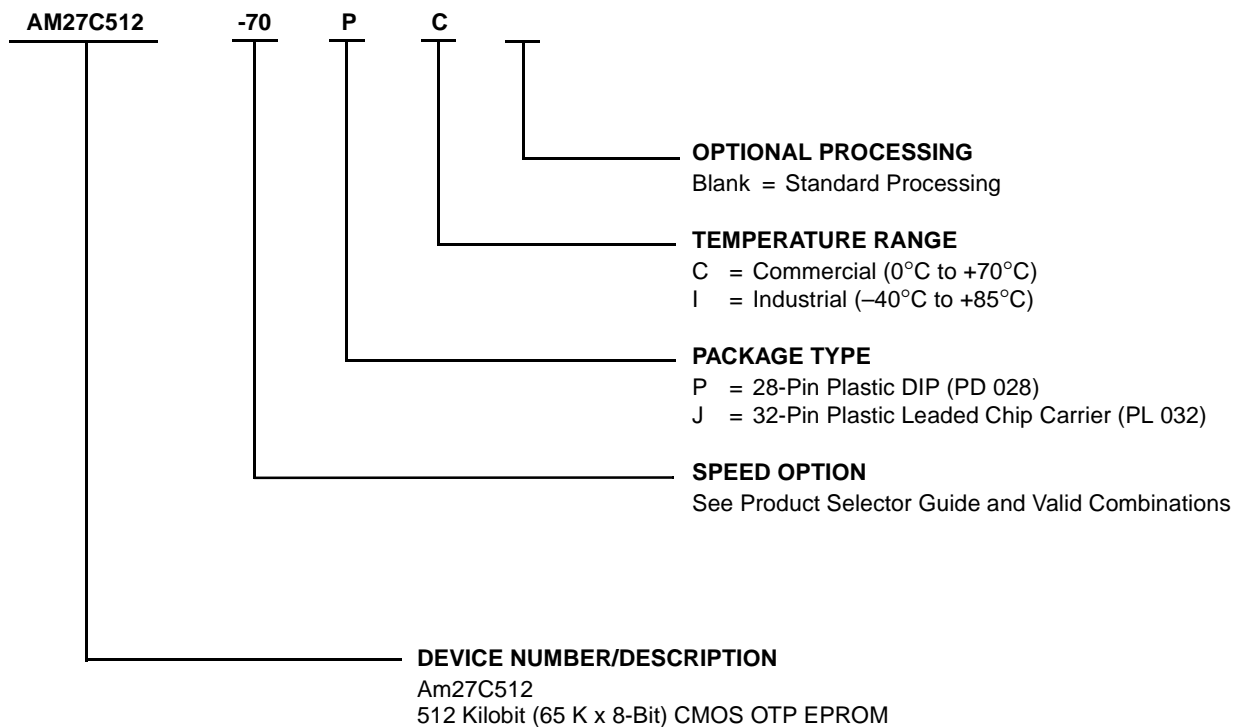 AM27C512 -70 P C
OPTIONAL PROCESSING
Blank = Standard Processing
TEMPERATURE RANGE
C = Commercial (0°C to +70°C)
I = Industrial (–40°C to +85°C)
PACKAGE TYPE
P = 28-Pin Plastic DIP (PD 028)
J = 32-Pin Plastic Leaded Chip Carrier (PL 032)
SPEED OPTION
See Product Selector Guide and Valid Combinations
DEVICE NUMBER/DESCRIPTION
Am27C512
512 Kilobit (65 K x 8-Bit) CMOS OTP EPROM